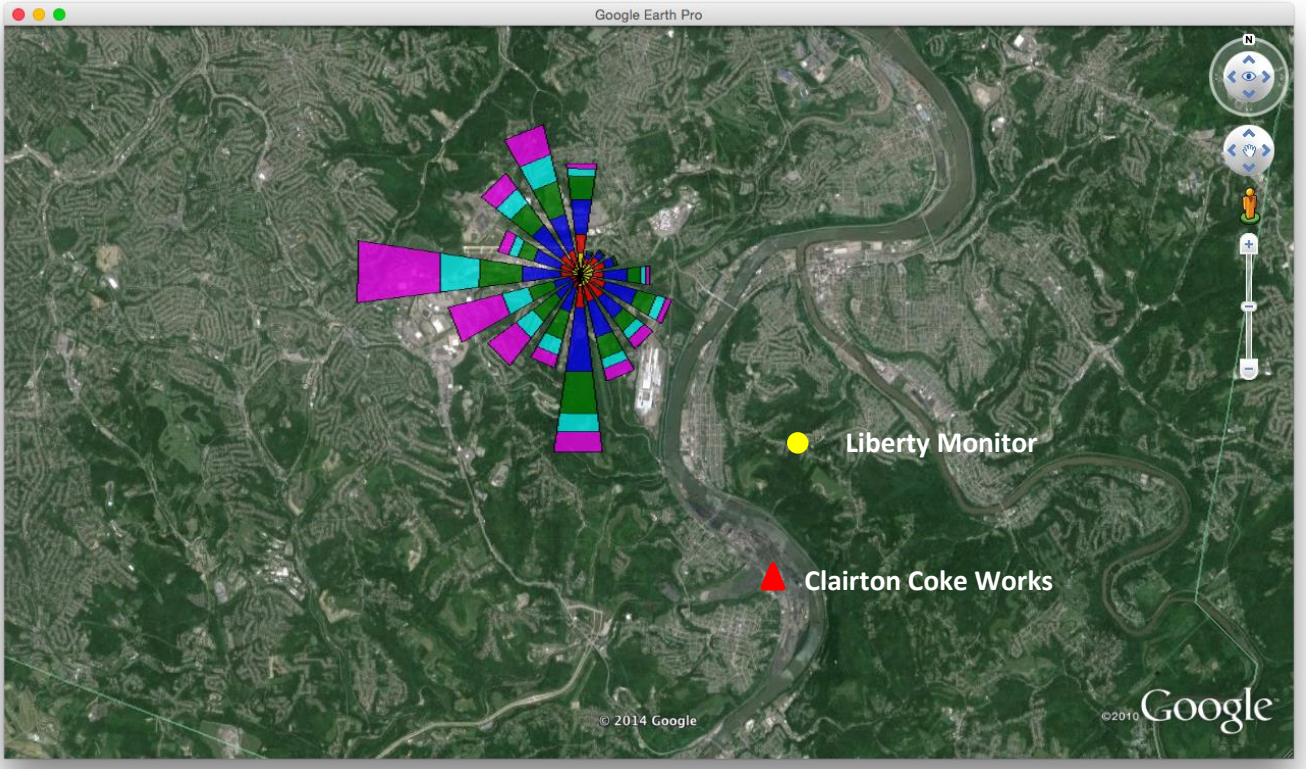 Google Earth Pro
N
Liberty Monitor
Clairton Coke Works
© 2014 Google
©2010 Google